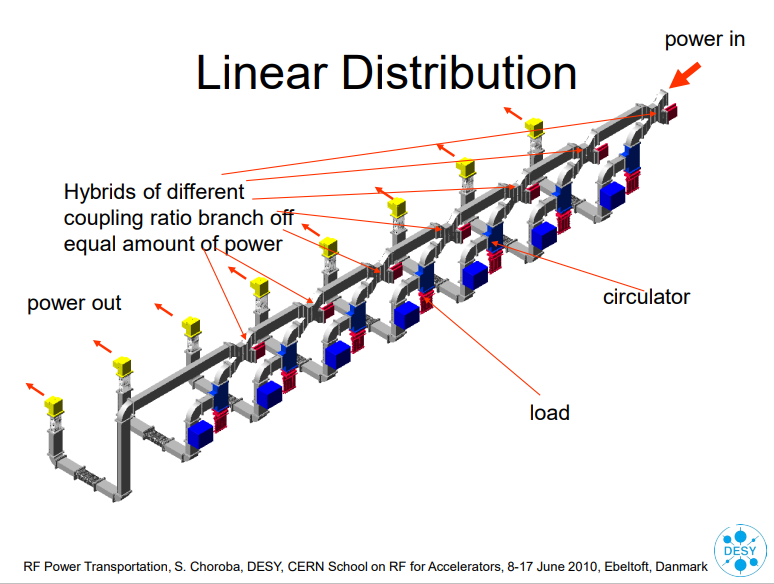 power in
Linear Distribution
Hybrids of different
coupling ratio branch off
equal amount of power
power out
circulator
load
DESY
RF Power Transportation, S. Choroba, DESY, CERN School on RF for Accelerators, 8-17 June 2010, Ebeltoft, Danmark